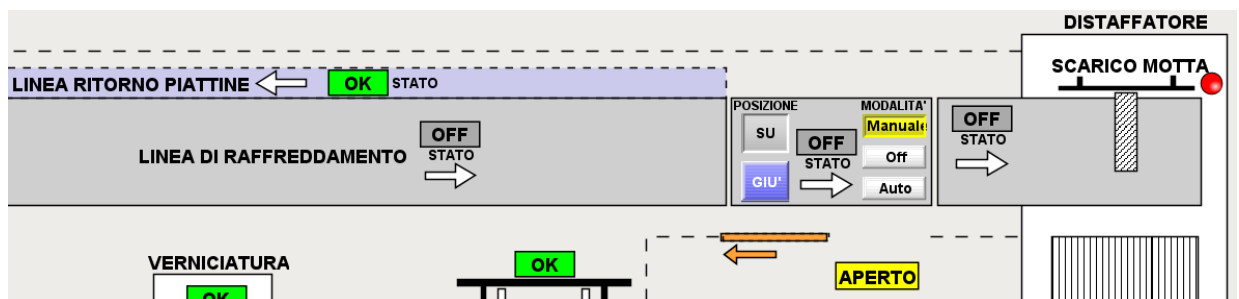 DISTAFFATORE
SCARICO MOTTA
LINEA RITORNO PIATTINE
OK
STATO
POSIZIONE
MODALITA'
SU
Manuale
OFF
STATO
OFF
STATO
Off
OFF
STATO
LINEA DI RAFFREDDAMENTO
GIU'
Auto
VERNICIATURA
OK
OK
APERTO